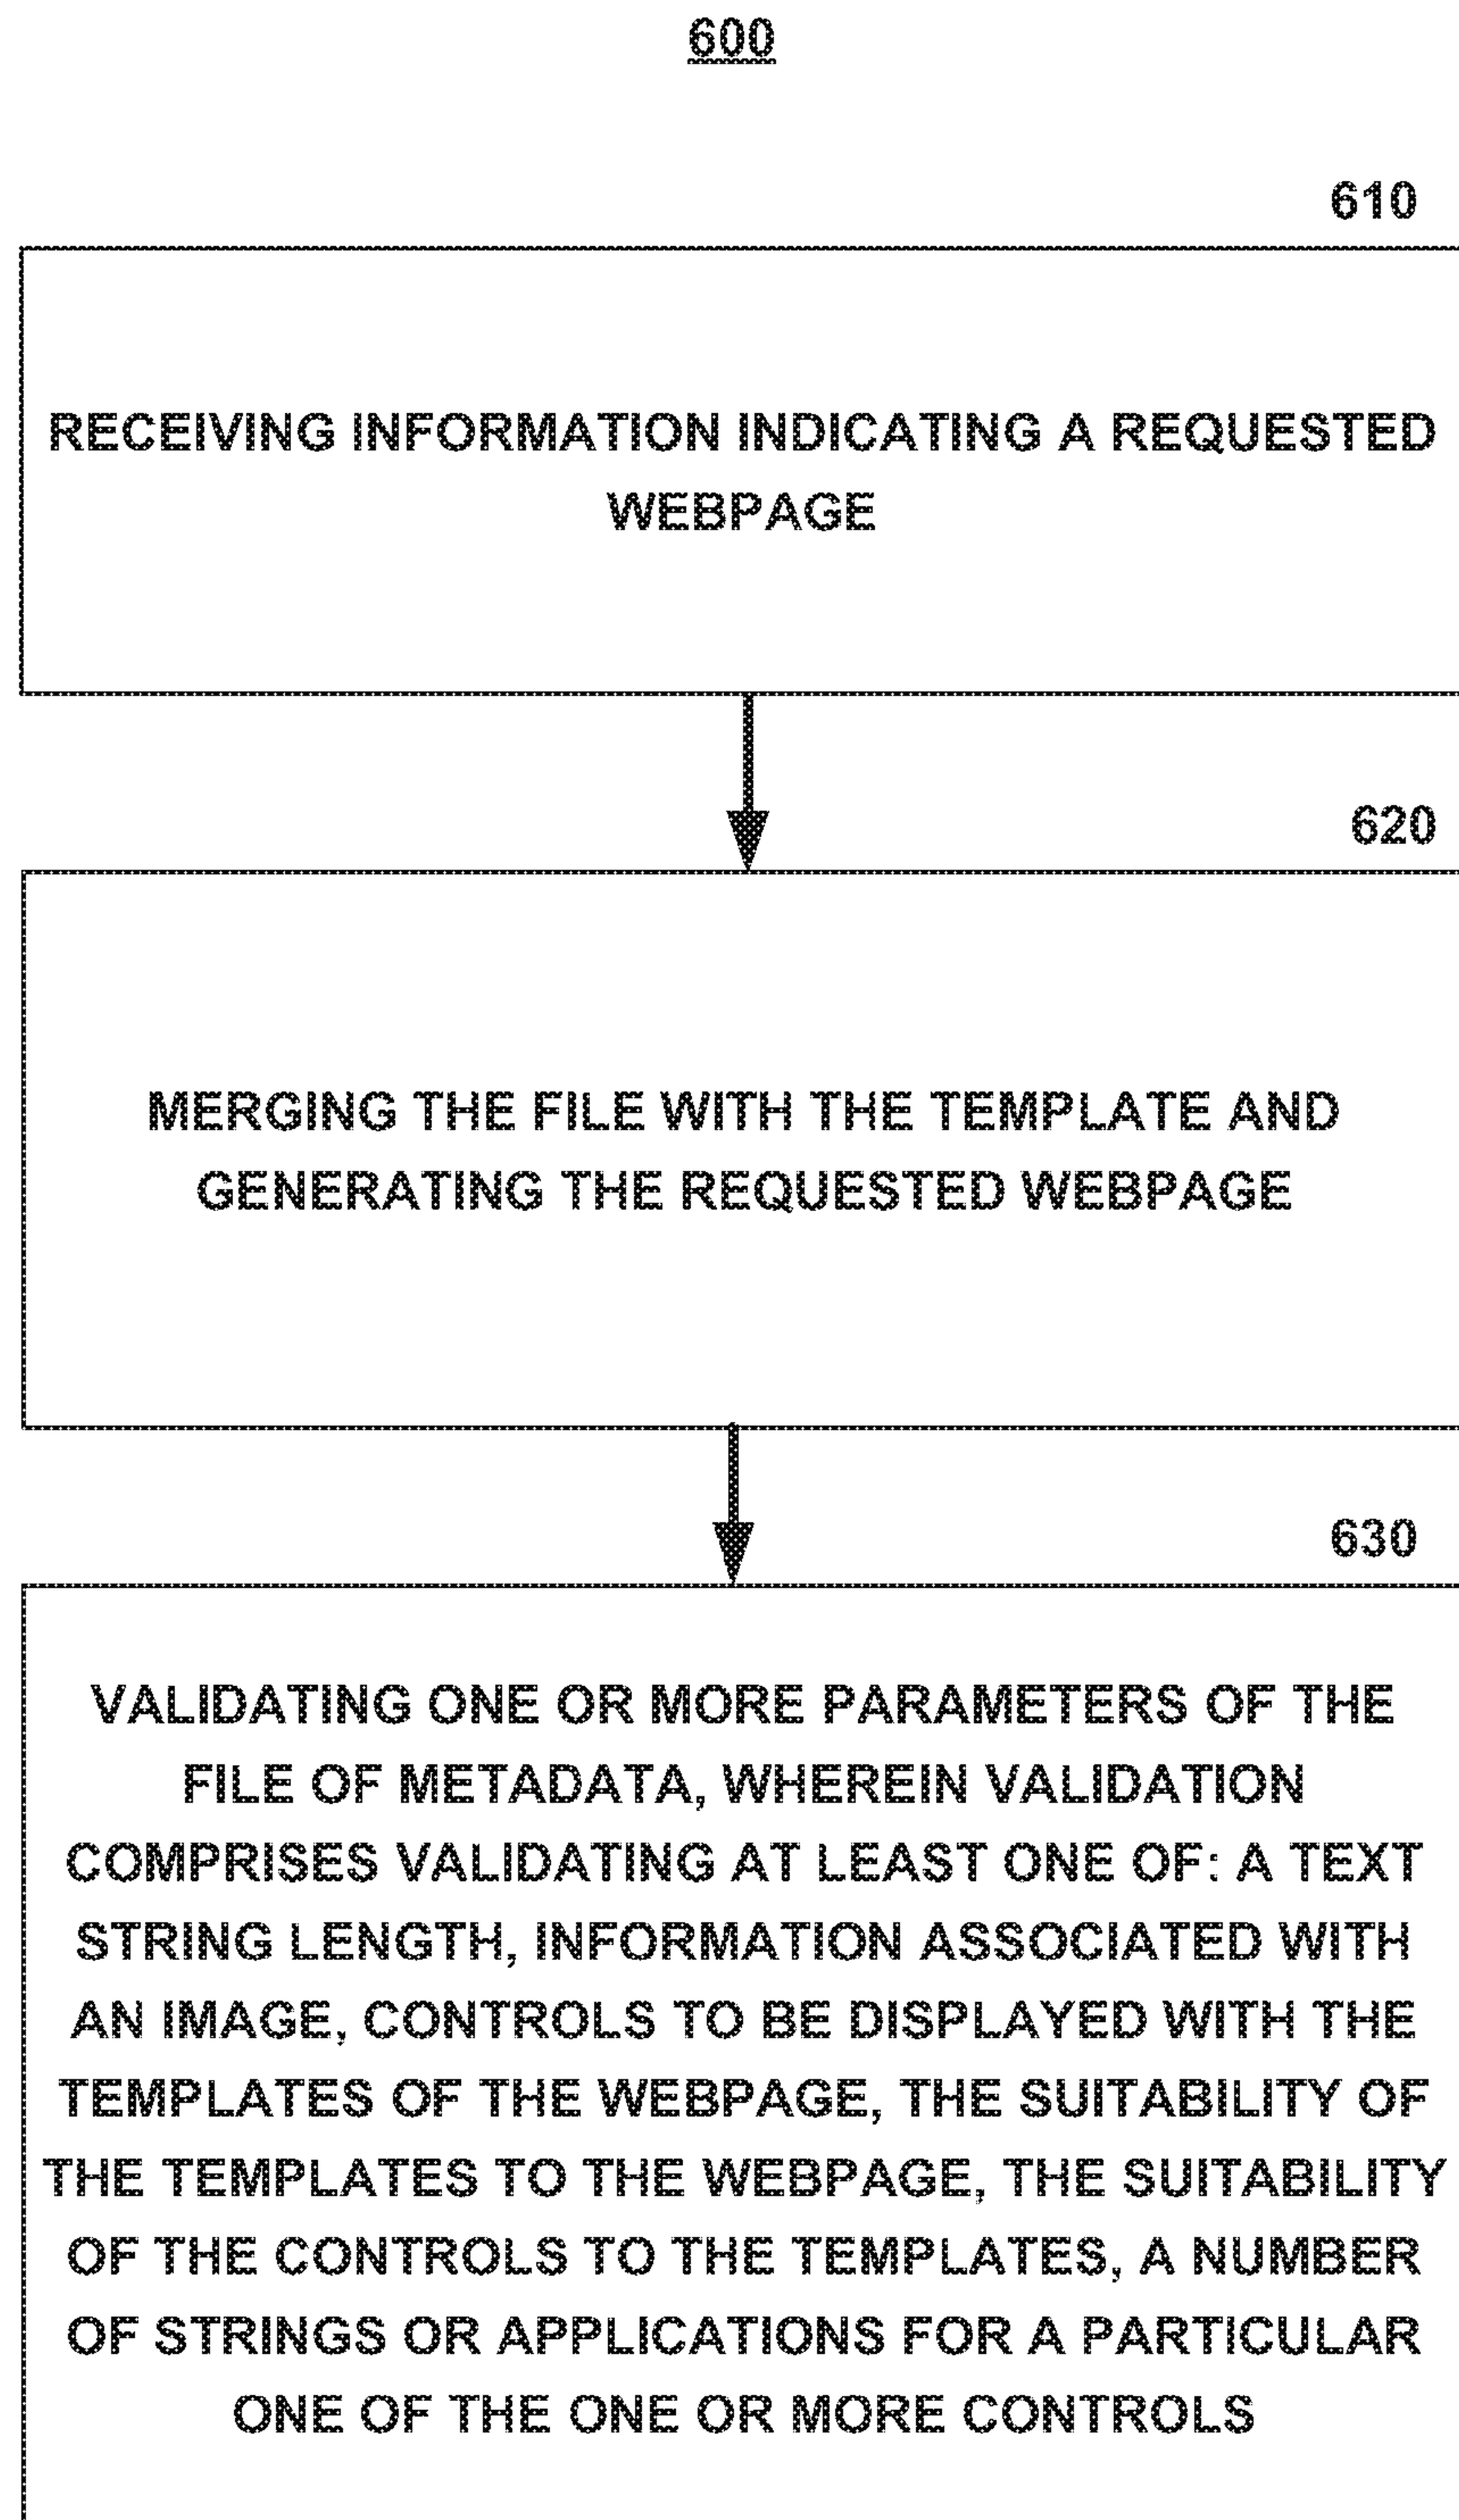 600
610
RECEIVING INFORMATION INDICATING A REQUESTED
WEBPAGE
620
MERGING THE FILE WITH THE TEMPLATE AND
GENERATING THE REQUESTED WEBPAGE
630
VALIDATING ONE OR MORE PARAMETERS OF THE
FILE OF METADATA, WHEREIN VALIDATION
COMPRISES VALIDATING AT LEAST ONE OF: A TEXT
STRING LENGTH, INFORMATION ASSOCIATED WITH
AN IMAGE, CONTROLS TO BE DISPLAYED WITH THE
TEMPLATES OF THE WEBPAGE, THE SUITABILITY OF
THE TEMPLATES TO THE WEBPAGE, THE SUITABILITY
OF THE CONTROLS TO THE TEMPLATES, A NUMBER
OF STRINGS OR APPLICATIONS FOR A PARTICULAR
ONE OF THE ONE OR MORE CONTROLS